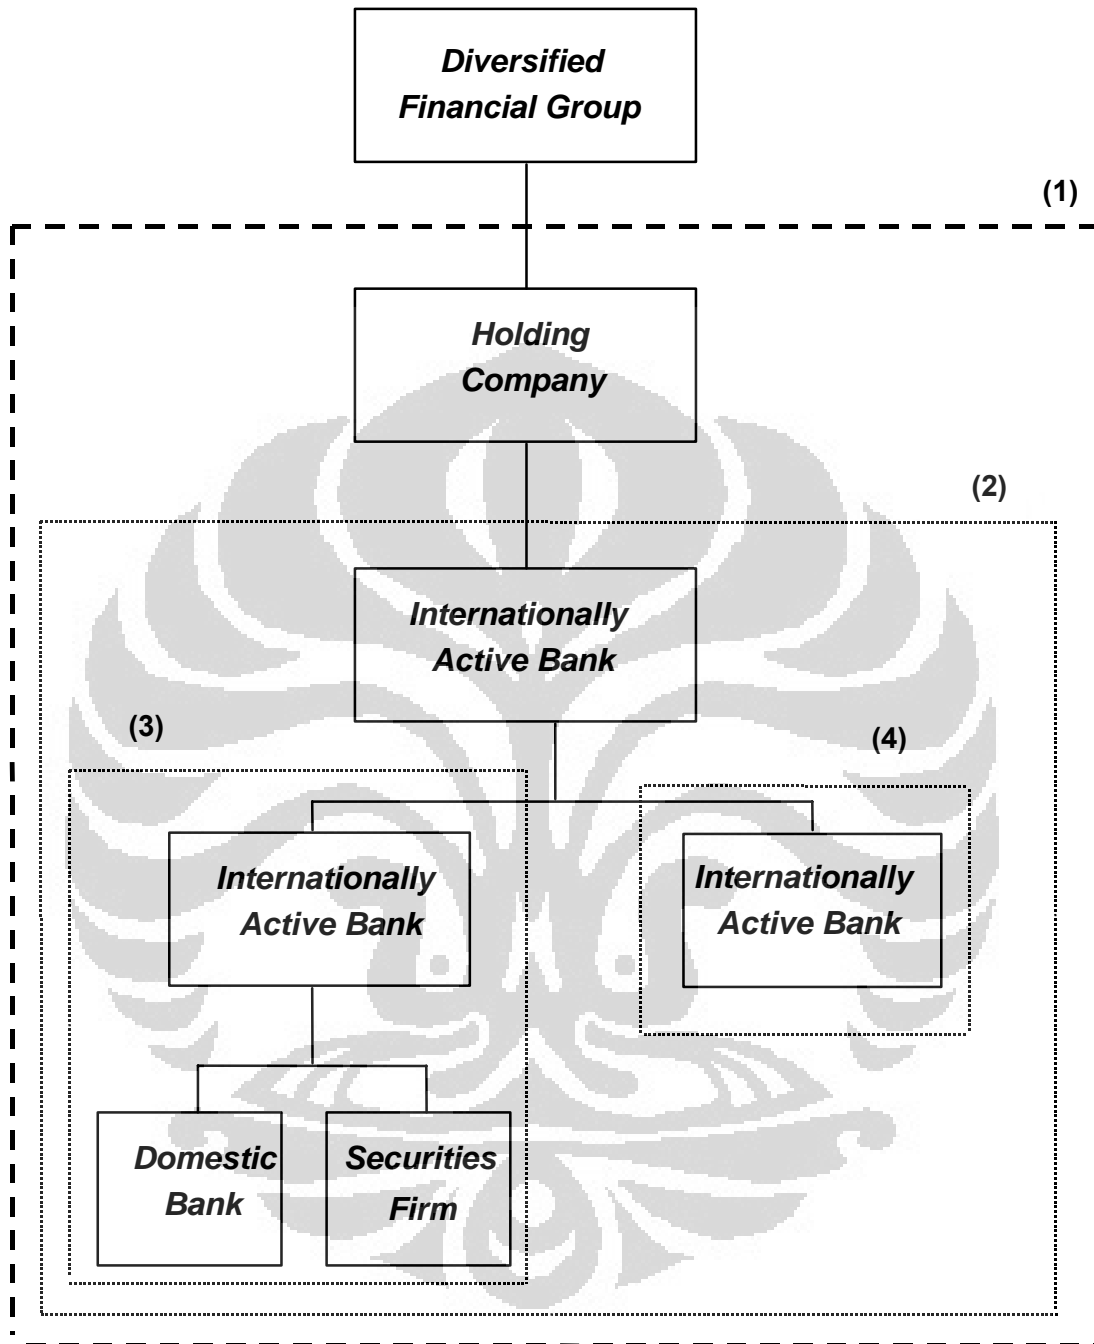 Diversified
Financial Group
(1)
Holding
Company
(2)
Internationally
Active Bank
(3)
(4)
Internationally
Active Bank
Internationally
Active Bank
Domestic
Bank
Securities
Firm